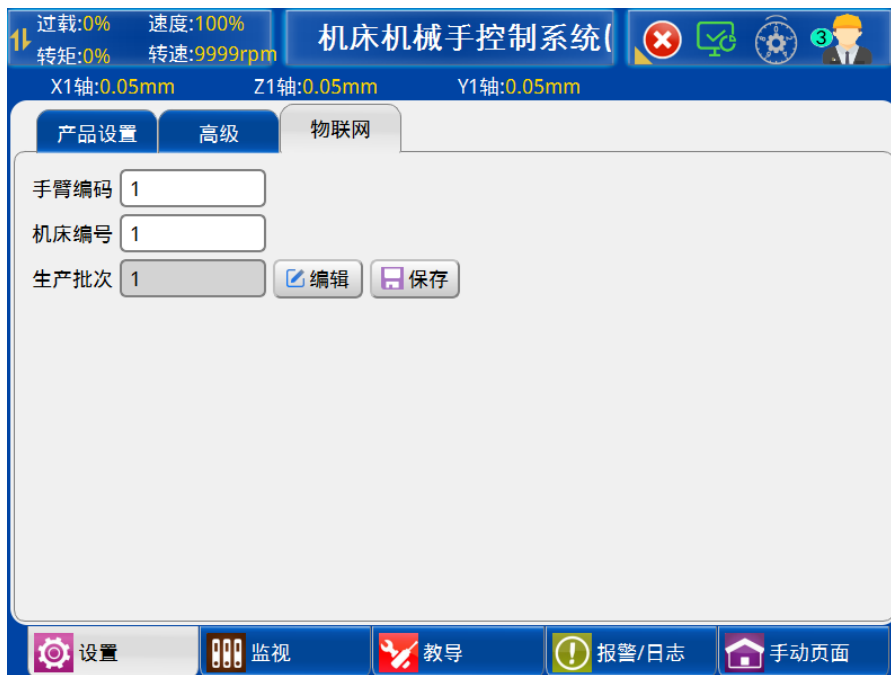 过载:0% 速度:100%
机床机械手控制系统(
转矩:0% 转速:9999rpm
3
X1轴:0.05mm Z1轴:0.05mm Y1轴:0.05mm
产品设置 高级 物联网
手臂编码 1
机床编号 1
生产批次 1 编辑 保存
设置 监视 教导 报警/日志 手动页面